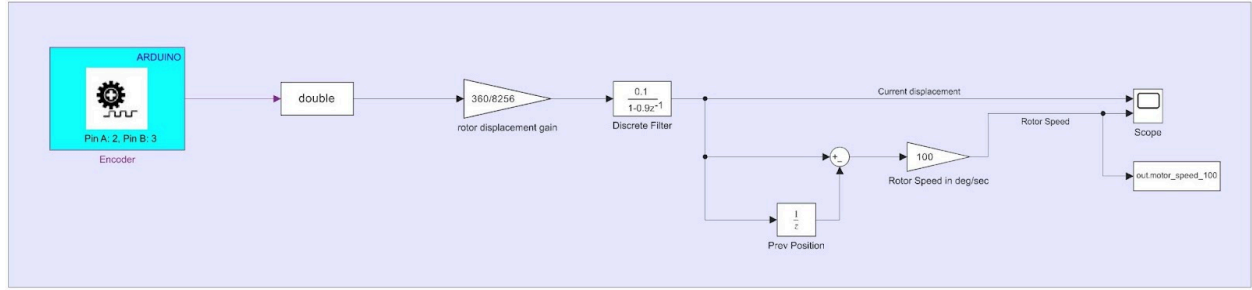 ARDUINO
Pin A: 2, Pin B: 3
Encoder
double
360/8256
rotor displacement gain
0.1
1-0.9z-1
Discrete Filter
Current displacement
Rotor Speed
Scope
+
-
100
Rotor Speed in deg/sec
out.motor_speed_100
1
z
Prev Position